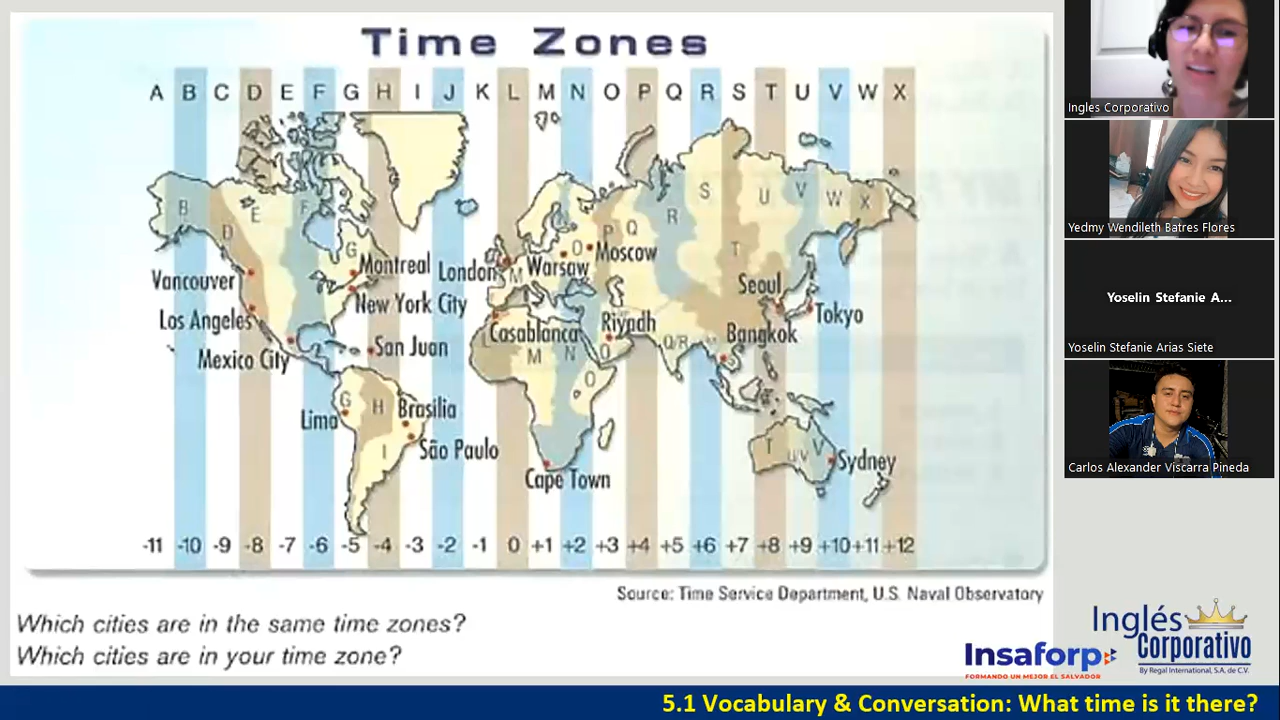 Time Zones
A B C D E F G H I J K L M N O P Q R S T U V W X
B
D
E
F
G
S
R
Q
P
O
U
V
W
X
T
Vancouver
Los Angeles
Mexico City
Montreal
New York City
San Juan
London
M
Warsaw
Moscow
Casablanca
Riyadh
Seoul
Tokyo
Bangkok
Q/R
S
M
N
O
O
G
H
I
Lima
Brasilia
São Paulo
Cape Town
T
V
Sydney
-11 -10 -9 -8 -7 -6 -5 -4 -3 -2 -1 0 +1 +2 +3 +4 +5 +6 +7 +8 +9 +10 +11 +12
Source: Time Service Department, U.S. Naval Observatory
Which cities are in the same time zones?
Which cities are in your time zone?
Ingles Corporativo
Yedmy Wendileth Batres Flores
Yoselin Stefanie A...
Yoselin Stefanie Arias Siete
Carlos Alexander Viscarra Pineda
Insaforp
FORMANDO UN MEJOR EL SALVADOR
Inglés
Corporativo
By Regal International, S.A. de C.V.
5.1 Vocabulary & Conversation: What time is it there?